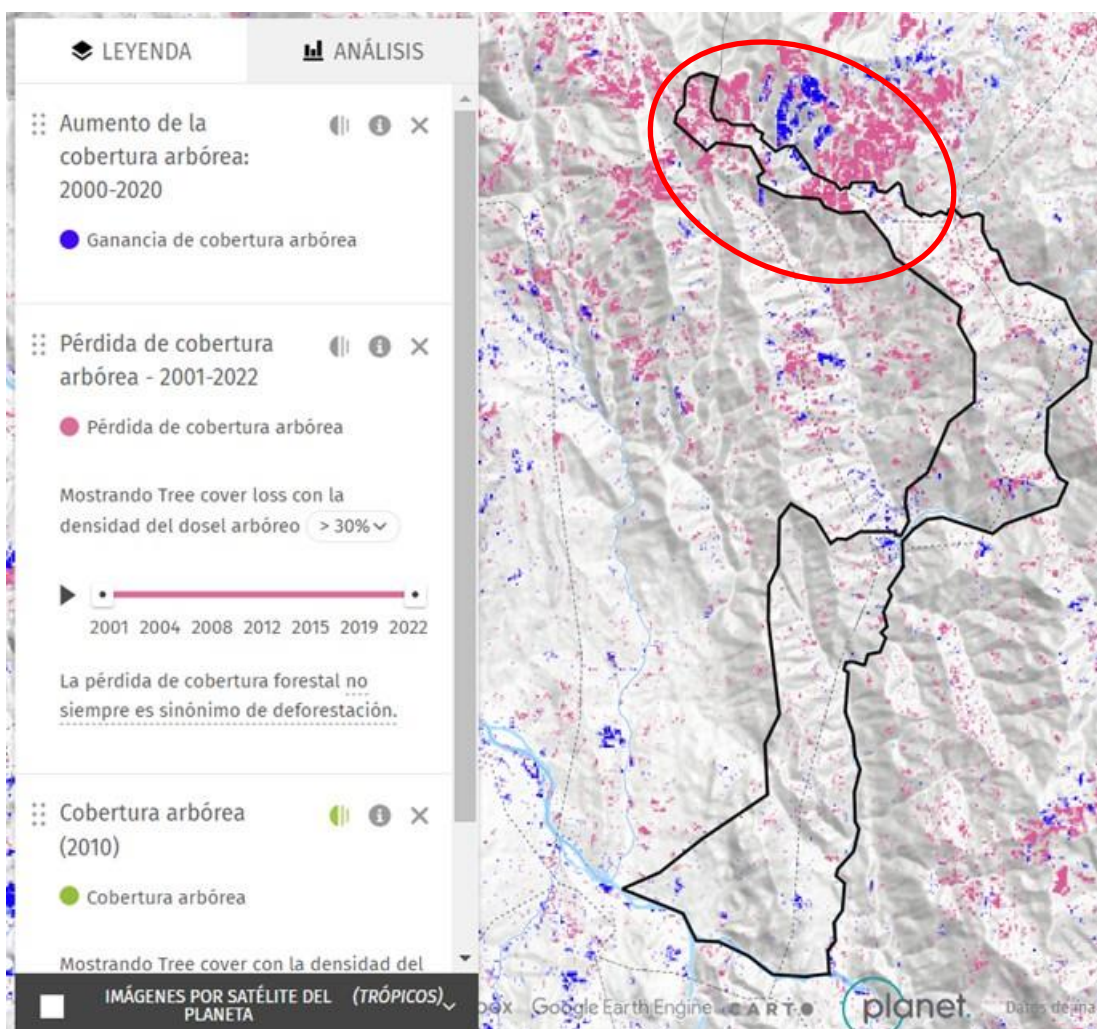 LEYENDA
ANÁLISIS
Aumento de la
cobertura arbórea:
2000-2020
Ganancia de cobertura arbórea
Pérdida de cobertura
arbórea - 2001-2022
Pérdida de cobertura arbórea
Mostrando Tree cover loss con la
densidad del dosel arbóreo > 30%
2001 2004 2008 2012 2015 2019 2022
La pérdida de cobertura forestal no
siempre es sinónimo de deforestación.
Cobertura arbórea
(2010)
Cobertura arbórea
Mostrando Tree cover con la densidad del
IMÁGENES POR SATÉLITE DEL (TRÓPICOS)
PLANETA
Google Earth Engine CARTO planet.